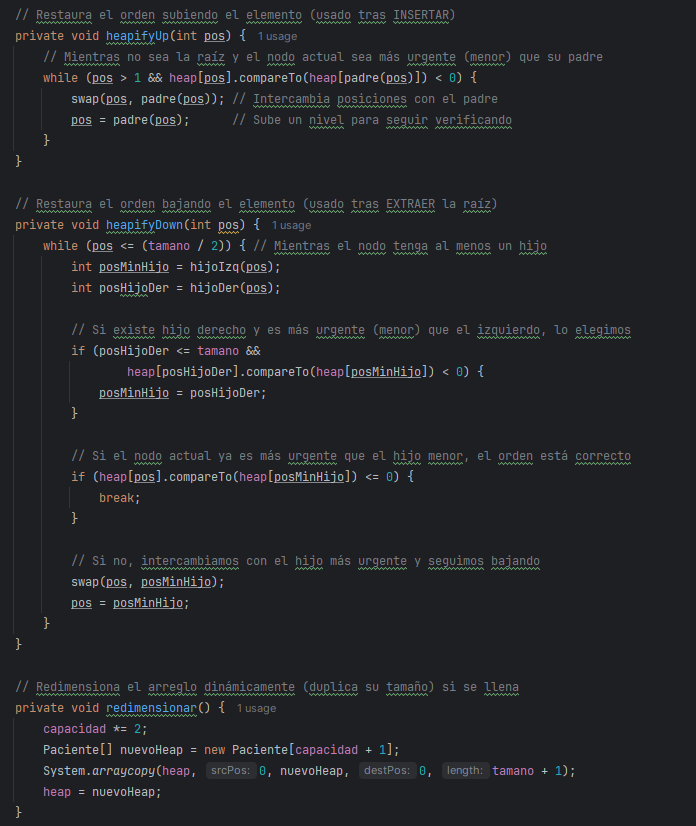 // Restaura el orden subiendo el elemento (usado tras INSERTAR)
private void heapifyUp(int pos) { 1 usage
// Mientras no sea la raíz y el nodo actual sea más urgente (menor) que su padre
while (pos > 1 && heap[pos].compareTo(heap[padre(pos)]) < 0) {
swap(pos, padre(pos)); // Intercambia posiciones con el padre
pos = padre(pos); // Sube un nivel para seguir verificando
}
}
// Restaura el orden bajando el elemento (usado tras EXTRAER la raíz)
private void heapifyDown(int pos) { 1 usage
while (pos <= (tamano / 2)) { // Mientras el nodo tenga al menos un hijo
int posMinHijo = hijoIzq(pos);
int posHijoDer = hijoDer(pos);
// Si existe hijo derecho y es más urgente (menor) que el izquierdo, lo elegimos
if (posHijoDer <= tamano &&
heap[posHijoDer].compareTo(heap[posMinHijo]) < 0) {
posMinHijo = posHijoDer;
}
// Si el nodo actual ya es más urgente que el hijo menor, el orden está correcto
if (heap[pos].compareTo(heap[posMinHijo]) <= 0) {
break;
}
// Si no, intercambiamos con el hijo más urgente y seguimos bajando
swap(pos, posMinHijo);
pos = posMinHijo;
}
}
// Redimensiona el arreglo dinámicamente (duplica su tamaño) si se llena
private void redimensionar() { 1 usage
capacidad *= 2;
Paciente[] nuevoHeap = new Paciente[capacidad + 1];
System.arraycopy(heap, srcPos: 0, nuevoHeap, destPos: 0, length: tamano + 1);
heap = nuevoHeap;
}